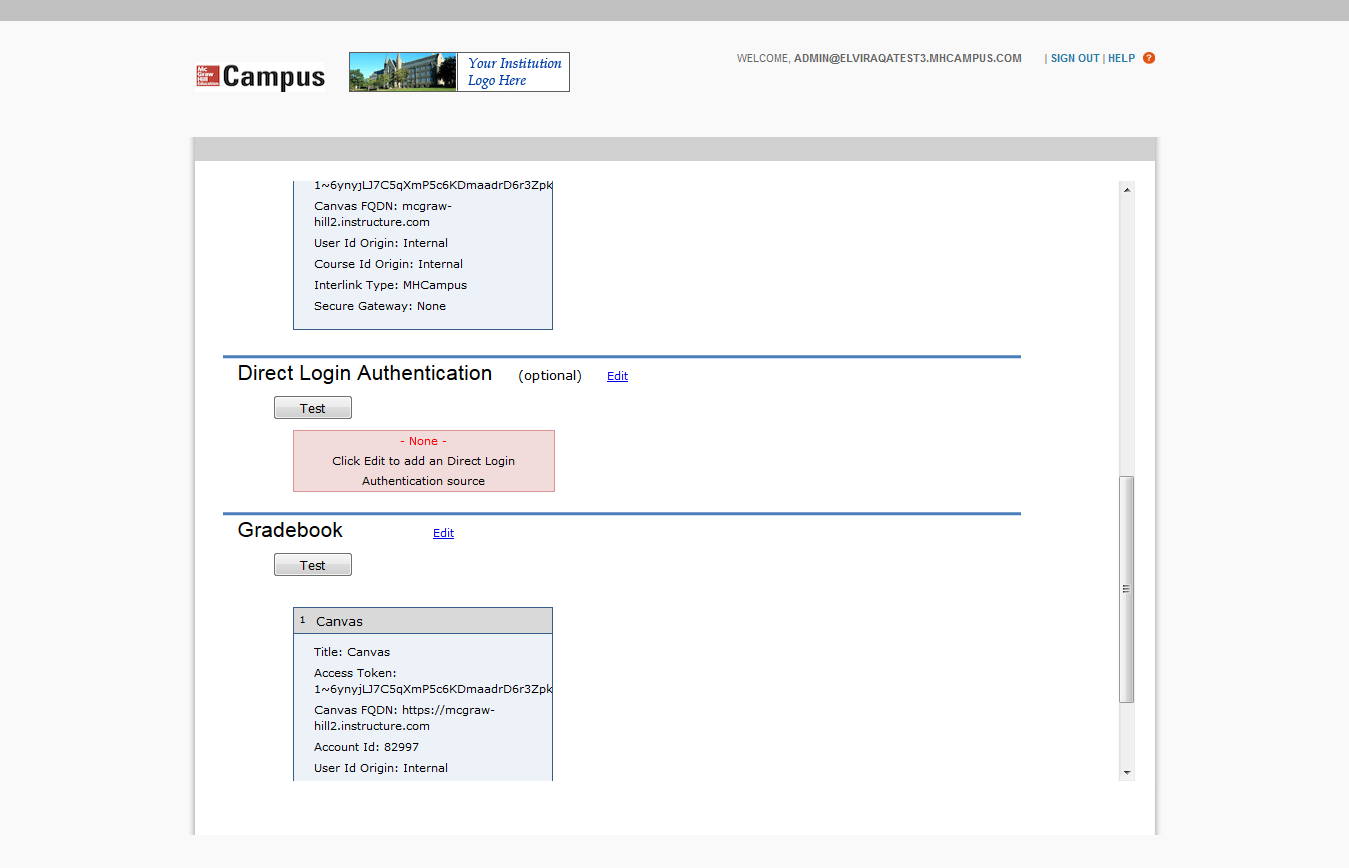 WELCOME, ADMIN@ELVIRAQATEST3.MHCAMPUS.COM | SIGN OUT | HELP ?
Mc Graw Hill Education Campus
Your Institution
Logo Here
1~6ynyjLJ7C5qXmP5c6KDmaadrD6r3Zpk
Canvas FQDN: mcgraw-
hill2.instructure.com
User Id Origin: Internal
Course Id Origin: Internal
Interlink Type: MHCampus
Secure Gateway: None
Direct Login Authentication (optional) Edit
Test
- None -
Click Edit to add an Direct Login
Authentication source
Gradebook Edit
Test
1 Canvas
Title: Canvas
Access Token:
1~6ynyjLJ7C5qXmP5c6KDmaadrD6r3Zpk
Canvas FQDN: https://mcgraw-
hill2.instructure.com
Account Id: 82997
User Id Origin: Internal